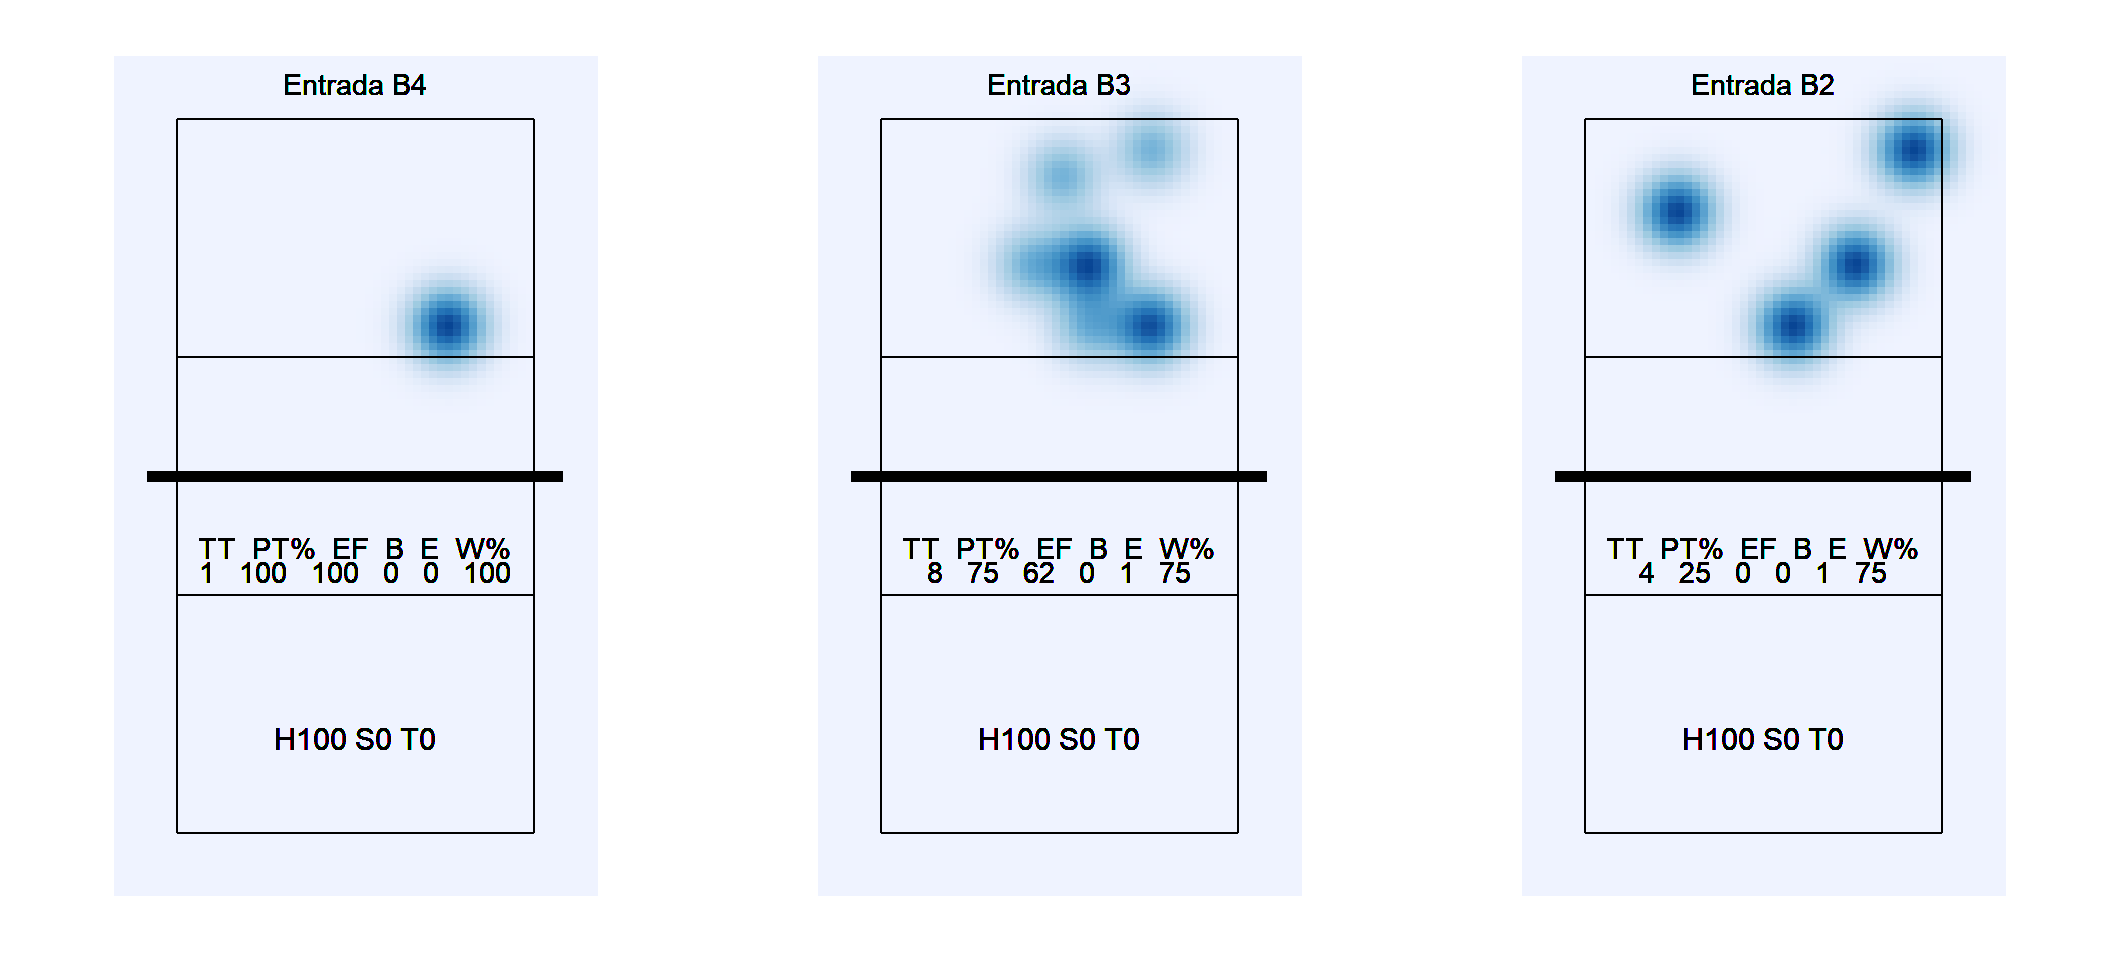 Entrada B4
TT PT% EF B E W%
1 100 100 0 0 100
H100 S0 T0
Entrada B3
TT PT% EF B E W%
8 75 62 0 1 75
H100 S0 T0
Entrada B2
TT PT% EF B E W%
4 25 0 0 1 75
H100 S0 T0